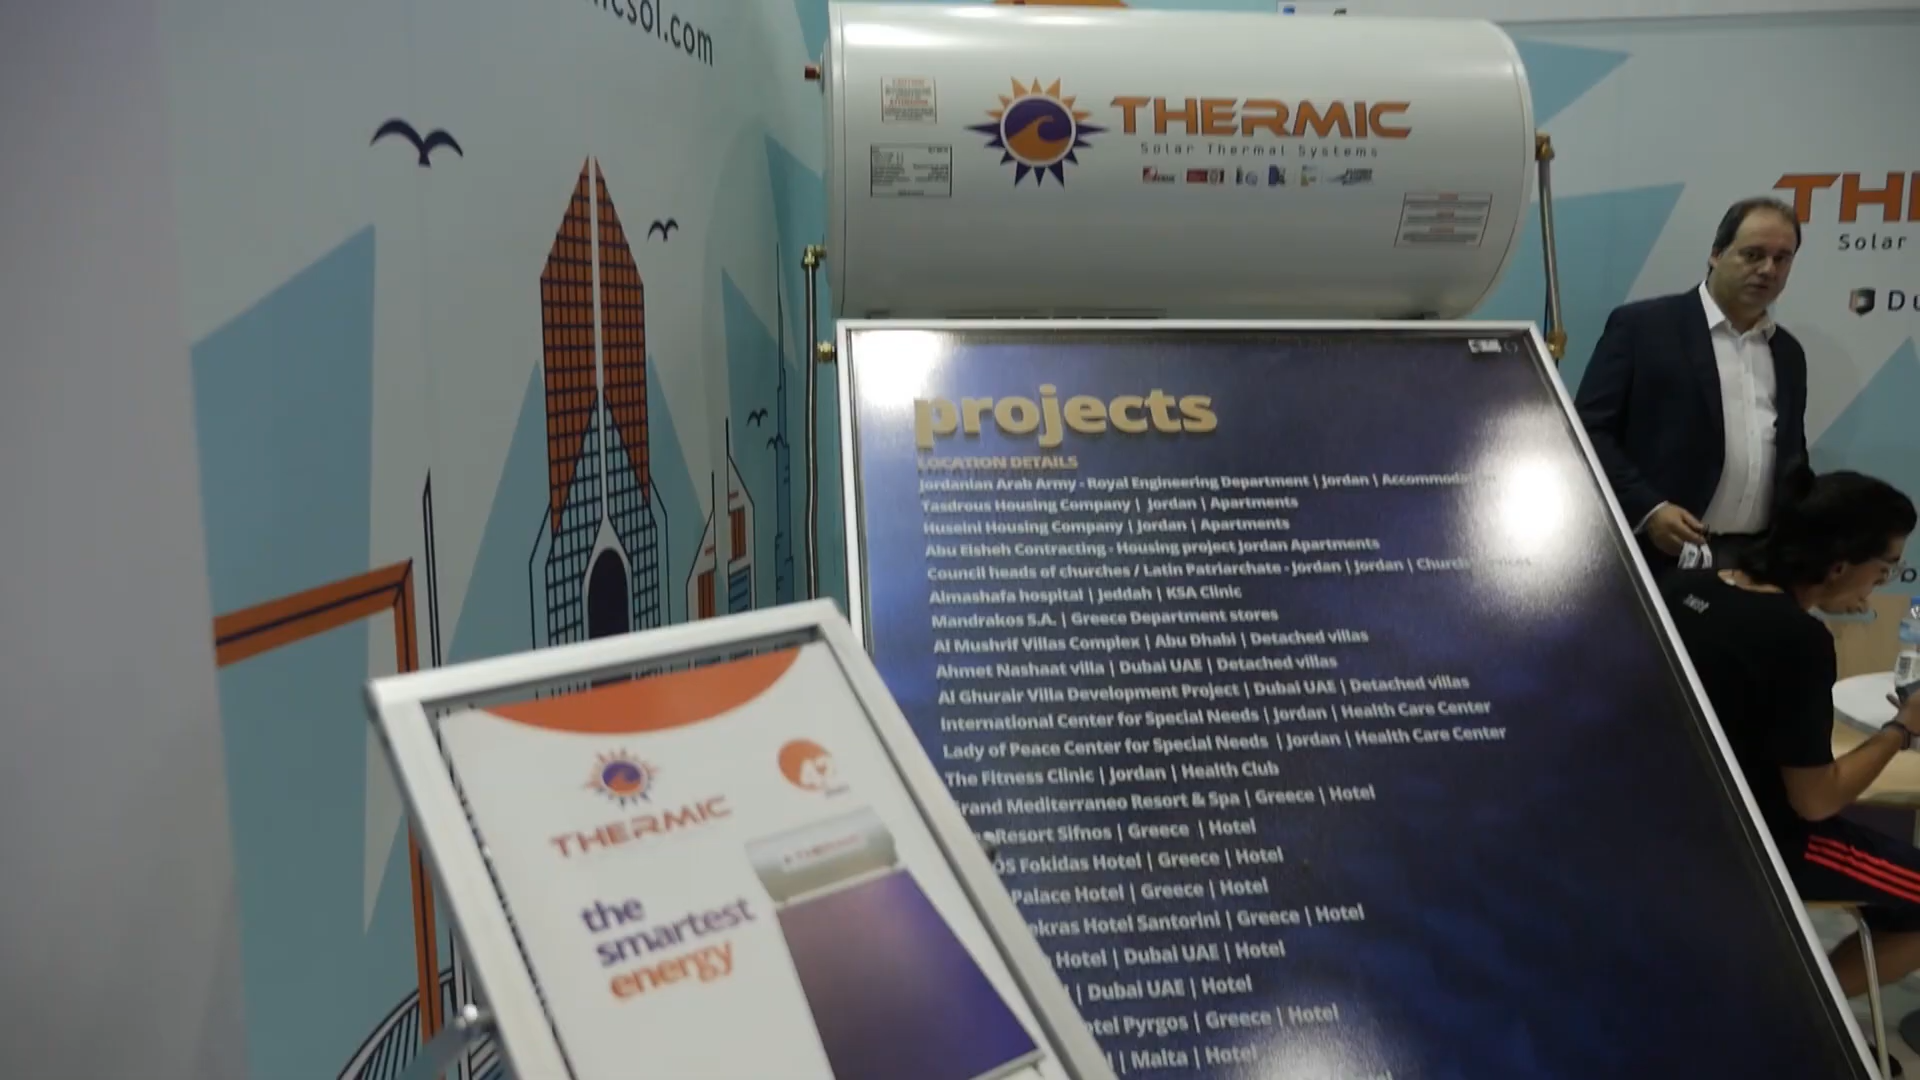 icsol.com
THERMIC
Solar Thermal Systems
THE
Solar
Du
projects
LOCATION DETAILS
Jordanian Arab Army - Royal Engineering Department | Jordan |
Tasdrous Housing Company | Jordan | Apartments
Huseini Housing Company | Jordan | Apartments
Abu Eisheh Contracting - Housing project Jordan Apartments
Council heads of churches / Latin Patriarchate - Jordan | Jordan |
Almashafa hospital | Jeddah | KSA Clinic
Mandrakos S.A. | Greece Department stores
Al Mushrif Villas Complex | Abu Dhabi | Detached villas
Ahmet Nashaat villa | Dubai UAE | Detached villas
Al Ghurair Villa Development Project | Dubai UAE | Detached villas
International Center for Special Needs | Jordan | Health Care Center
Lady of Peace Center for Special Needs | Jordan | Health Care Center
The Fitness Clinic | Jordan | Health Club
rand Mediterraneo Resort & Spa | Greece | Hotel
Resort Sifnos | Greece | Hotel
OS Fokidas Hotel | Greece | Hotel
Palace Hotel | Greece | Hotel
okras Hotel Santorini | Greece | Hotel
Hotel | Dubai UAE | Hotel
| Dubai UAE | Hotel
otel Pyrgos | Greece | Hotel
| Malta | Hotel
THERMIC
the
smartest
energy